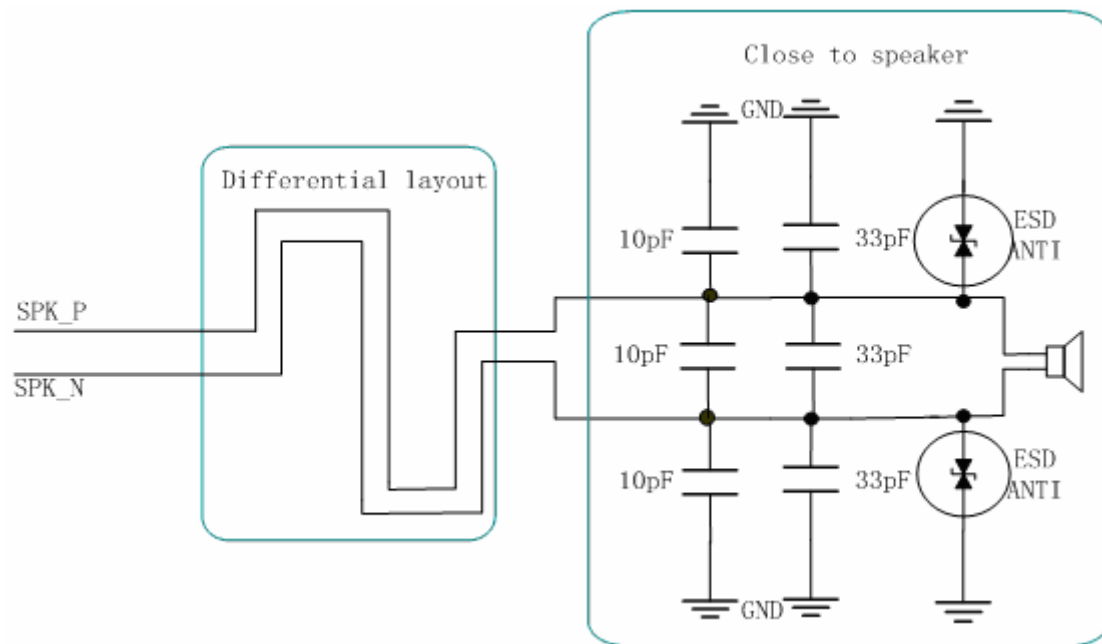 Close to speaker
GND
Differential layout
10pF
33pF
ESD
ANTI
SPK_P
10pF
33pF
SPK_N
10pF
33pF
ESD
ANTI
GND